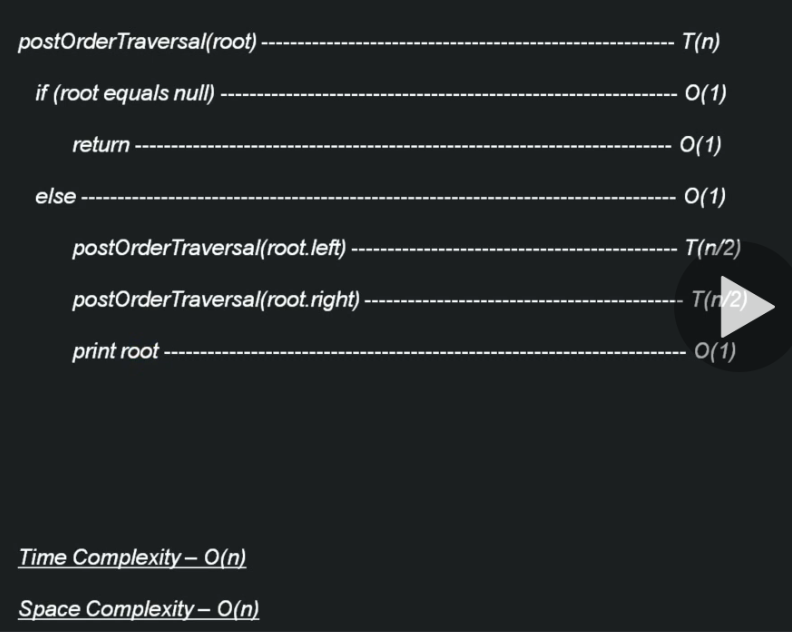 postOrderTraversal(root) ---------------------------------------------------------- T(n)
if (root equals null) ---------------------------------------------------------------- O(1)
return --------------------------------------------------------------------------- O(1)
else ----------------------------------------------------------------------------------- O(1)
postOrderTraversal(root.left) ---------------------------------------------- T(n/2)
postOrderTraversal(root.right) --------------------------------------------- T(n/2)
print root ------------------------------------------------------------------------- O(1)
Time Complexity – O(n)
Space Complexity – O(n)